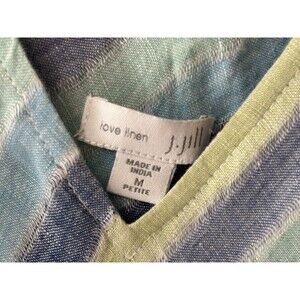 love linen J.Jill
MADE IN
INDIA
M
PETITE